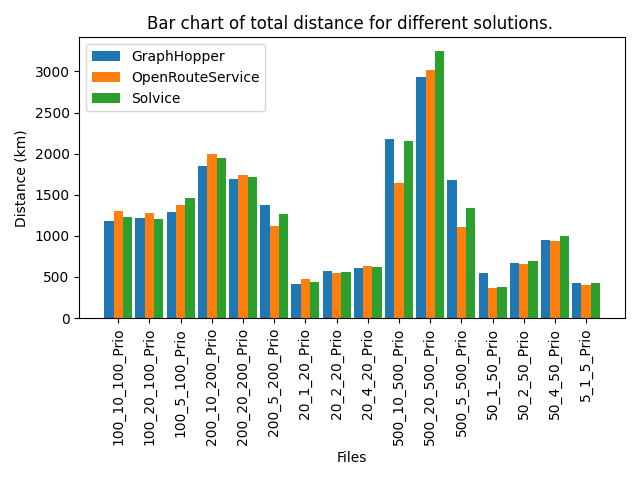 Bar chart of total distance for different solutions.
GraphHopper
OpenRouteService
Solvice
Distance (km)
3000
2500
2000
1500
1000
500
0
100_10_100_Prio
100_20_100_Prio
100_5_100_Prio
200_10_200_Prio
200_20_200_Prio
200_5_200_Prio
20_1_20_Prio
20_2_20_Prio
20_4_20_Prio
500_10_500_Prio
500_20_500_Prio
500_5_500_Prio
50_1_50_Prio
50_2_50_Prio
50_4_50_Prio
5_1_5_Prio
Files